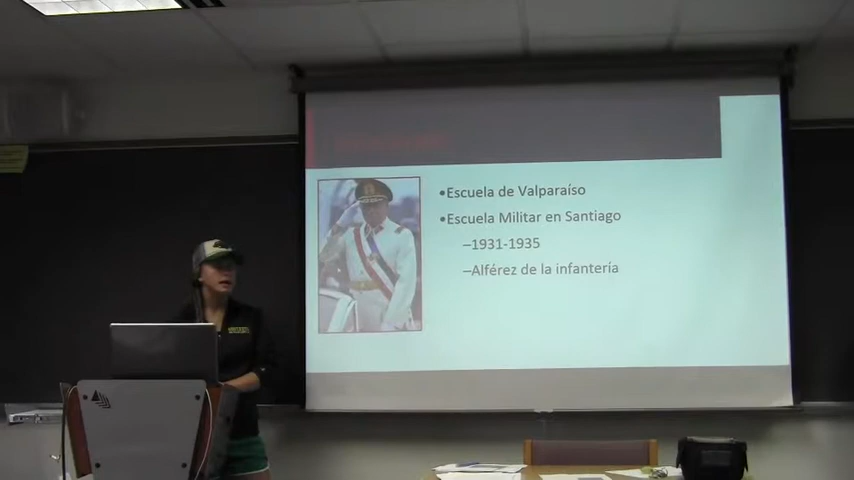 •Escuela de Valparaíso
•Escuela Militar en Santiago
–1931-1935
–Alférez de la infantería